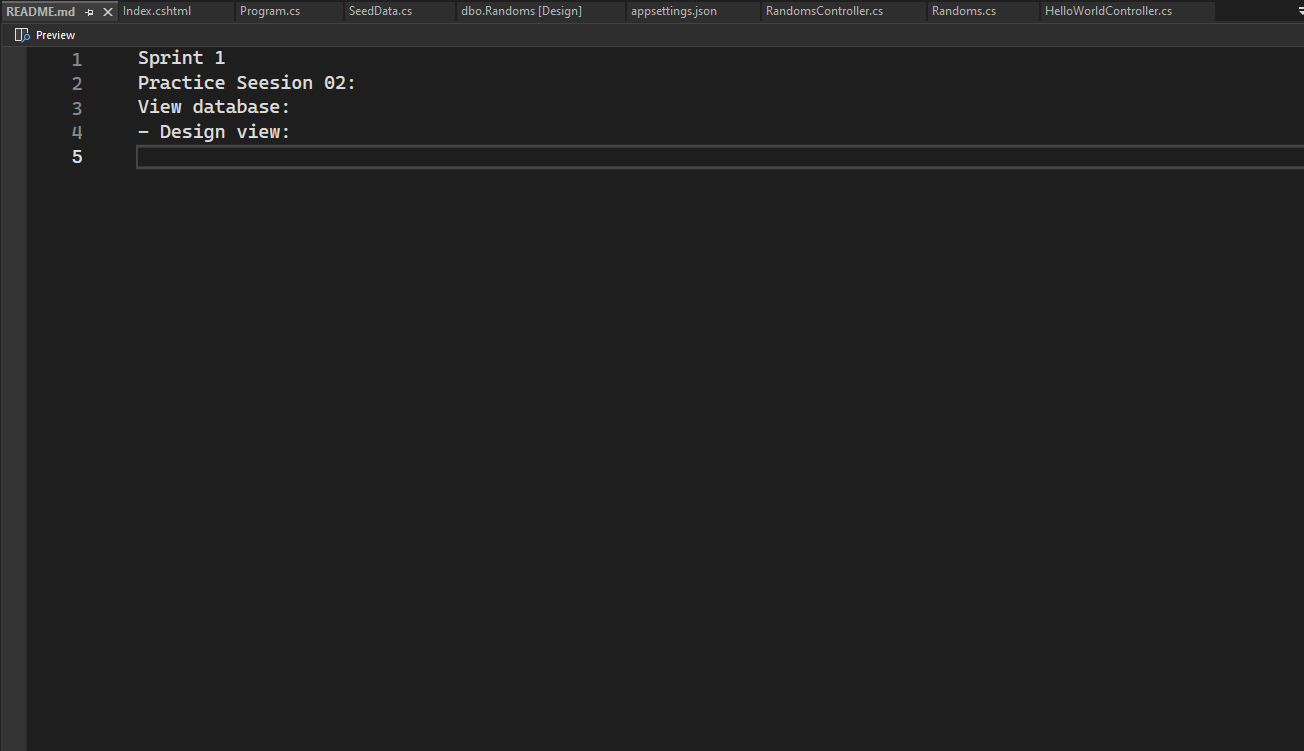 README.md Index.cshtml Program.cs SeedData.cs dbo.Randoms [Design] appsettings.json RandomsController.cs Randoms.cs HelloWorldController.cs
Preview
1 Sprint 1
2 Practice Seesion 02:
3 View database:
4 - Design view:
5